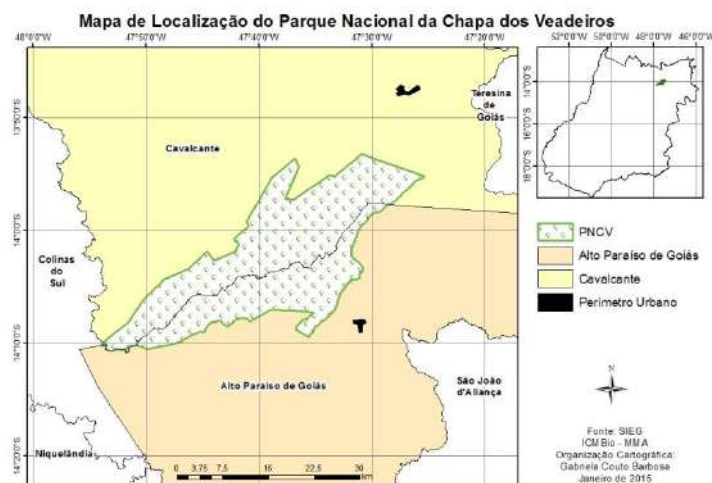 Mapa de Localização do Parque Nacional da Chapa dos Veadeiros
48°0'0"W 47°50'0"W 47°40'0"W 47°30'0"W 47°20'0"W
52°0'0"W 50°0'0"W 48°0'0"W 46°0'0"W
13°50'0"S
14°0'0"S
14°10'0"S
14°20'0"S
14°0'0"S
16°0'0"S
18°0'0"S
Teresina
de
Goiás
Cavalcante
Colinas
do
Sul
Alto Paraíso de Goiás
São João
d'Aliança
Niquelândia
0 3.75 7,5 15 22,5 30
km
PNCV
Alto Paraíso de Goiás
Cavalcante
Perimetro Urbano
N
Fonte: SIEG
ICMBio - MMA
Organização Cartográfica:
Gabriela Couto Barbosa
Janeiro de 2015